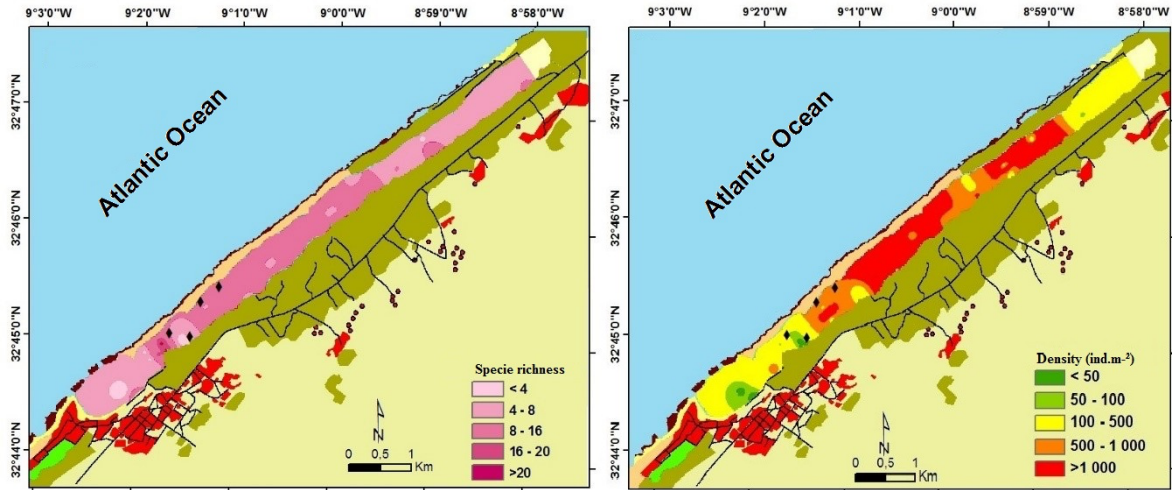 9°3'0"W 9°2'0"W 9°1'0"W 9°0'0"W 8°59'0"W 8°58'0"W
32°47'0"N
32°46'0"N
32°45'0"N
32°44'0"N
Atlantic Ocean
Specie richness
< 4
4 - 8
8 - 16
16 - 20
>20
N
0 0,5 1
Km
9°3'0"W 9°2'0"W 9°1'0"W 9°0'0"W 8°59'0"W 8°58'0"W
32°47'0"N
32°46'0"N
32°45'0"N
32°44'0"N
Atlantic Ocean
Density (ind.m-²)
< 50
50 - 100
100 - 500
500 - 1 000
>1 000
N
0 0,5 1
Km